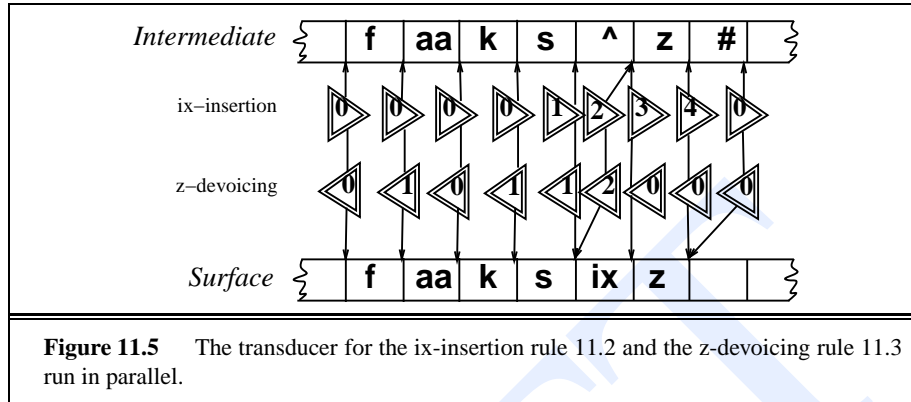 Intermediate f aa k s ^ z #
ix−insertion 0 0 0 0 1 2 3 4 0
z−devoicing 0 1 0 1 1 2 0 0 0
Surface f aa k s ix z
Figure 11.5 The transducer for the ix-insertion rule 11.2 and the z-devoicing rule 11.3
run in parallel.